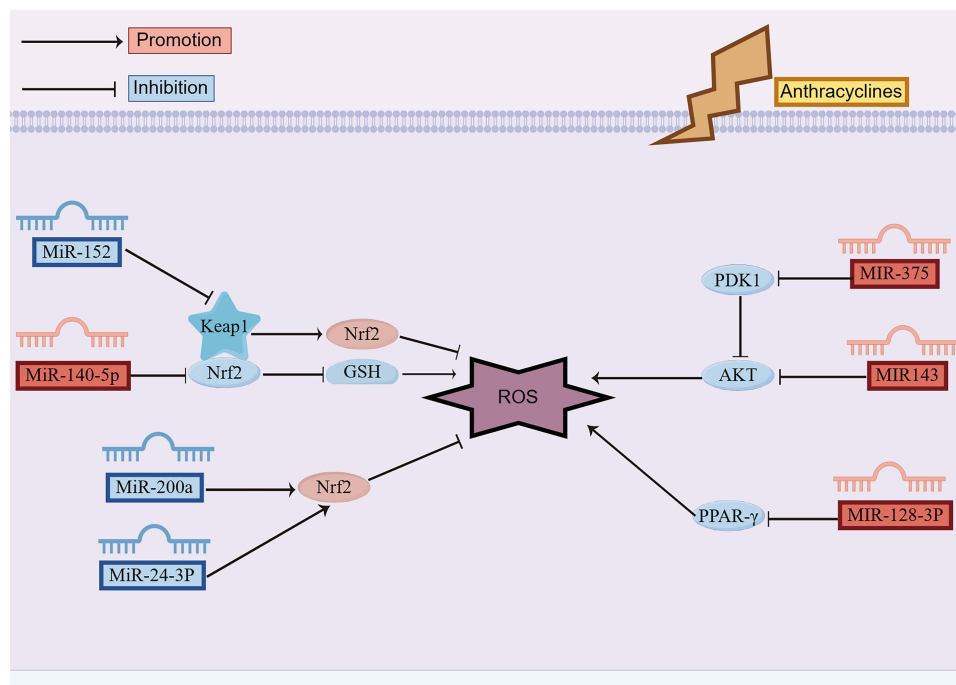 Promotion
Inhibition
Anthracyclines
MiR-152
Keap1
Nrf2
MiR-140-5p
Nrf2
GSH
ROS
PDK1
MIR-375
AKT
MIR143
MiR-200a
Nrf2
MiR-24-3P
PPAR-γ
MIR-128-3P